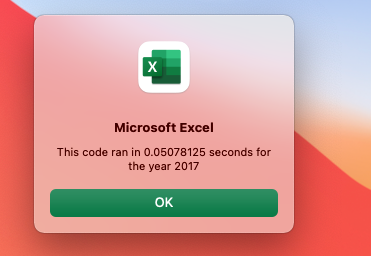 X
Microsoft Excel
This code ran in 0.05078125 seconds for
the year 2017
OK